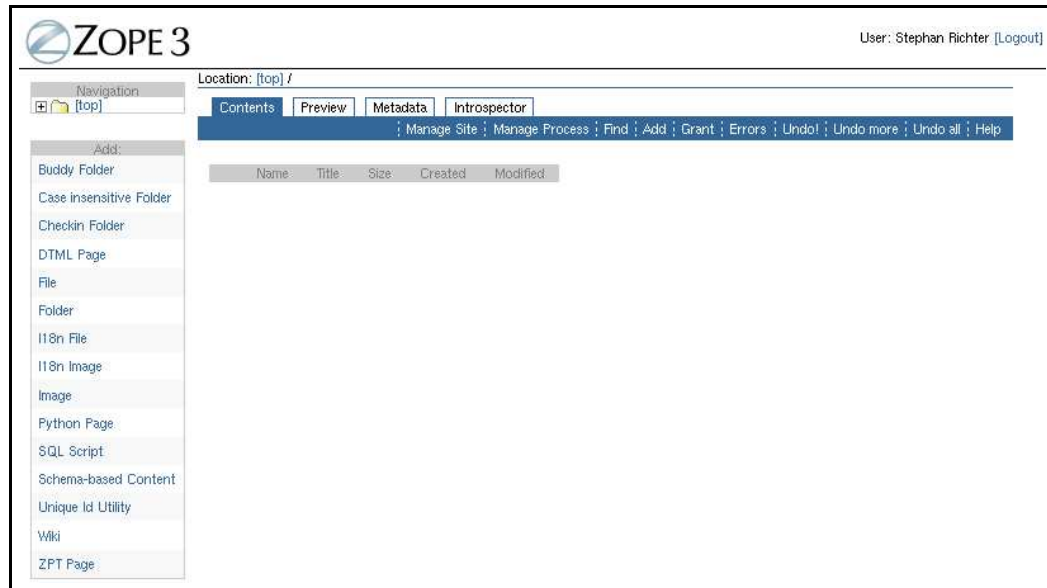 ZOPE 3
User: Stephan Richter [Logout]
Navigation
[top]
Location: [top] /
Contents Preview Metadata Introspector
Manage Site Manage Process Find Add Grant Errors Undo! Undo more Undo all Help
Add:
Name Title Size Created Modified
Buddy Folder
Case insensitive Folder
Checkin Folder
DTML Page
File
Folder
I18n File
I18n Image
Image
Python Page
SQL Script
Schema-based Content
Unique Id Utility
Wiki
ZPT Page